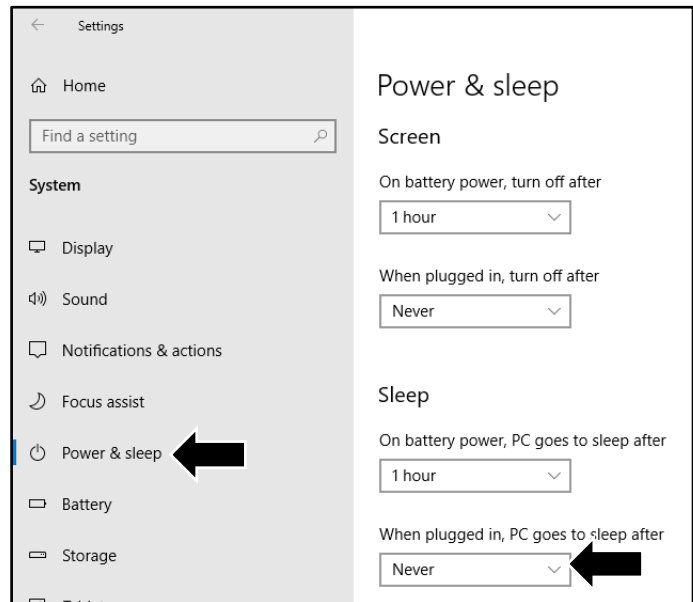 Settings
Home
Find a setting
System
Display
Sound
Notifications & actions
Focus assist
Power & sleep
Battery
Storage
Power & sleep
Screen
On battery power, turn off after
1 hour
When plugged in, turn off after
Never
Sleep
On battery power, PC goes to sleep after
1 hour
When plugged in, PC goes to sleep after
Never